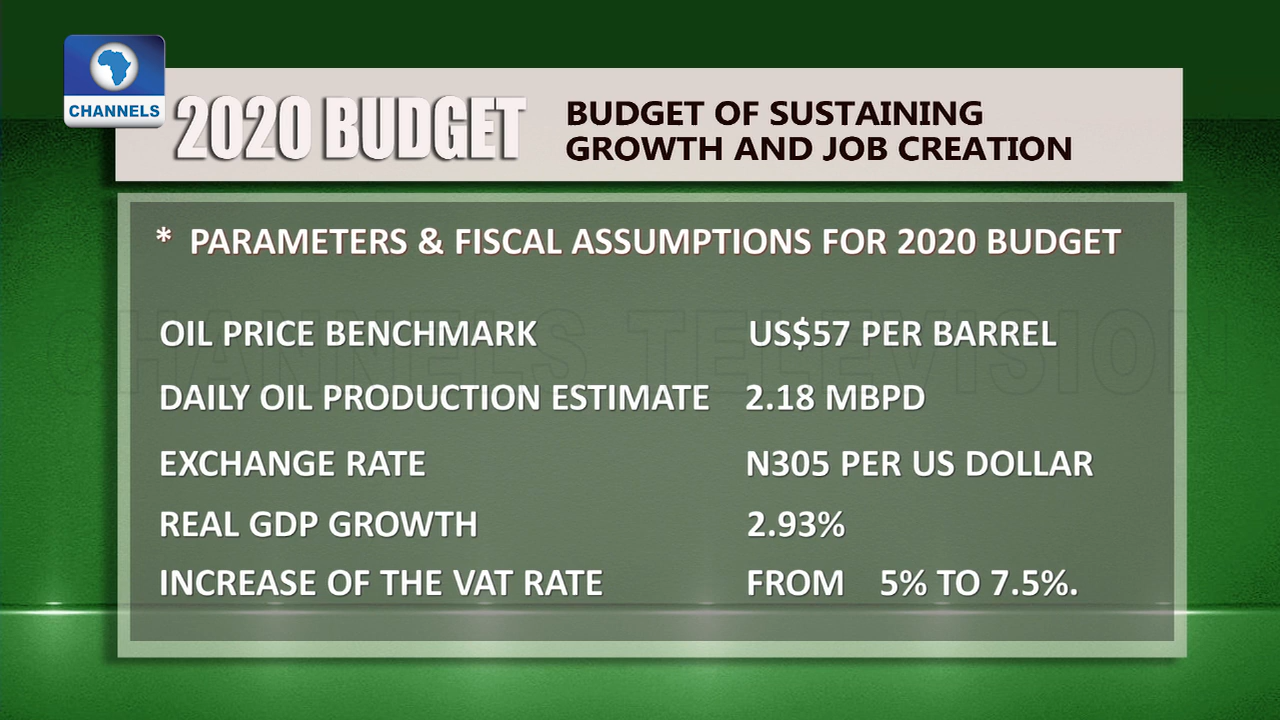 CHANNELS
2020 BUDGET
BUDGET OF SUSTAINING
GROWTH AND JOB CREATION
* PARAMETERS & FISCAL ASSUMPTIONS FOR 2020 BUDGET
CHANNELS TELEVISION
OIL PRICE BENCHMARK US$57 PER BARREL
DAILY OIL PRODUCTION ESTIMATE 2.18 MBPD
EXCHANGE RATE N305 PER US DOLLAR
REAL GDP GROWTH 2.93%
INCREASE OF THE VAT RATE FROM 5% TO 7.5%.